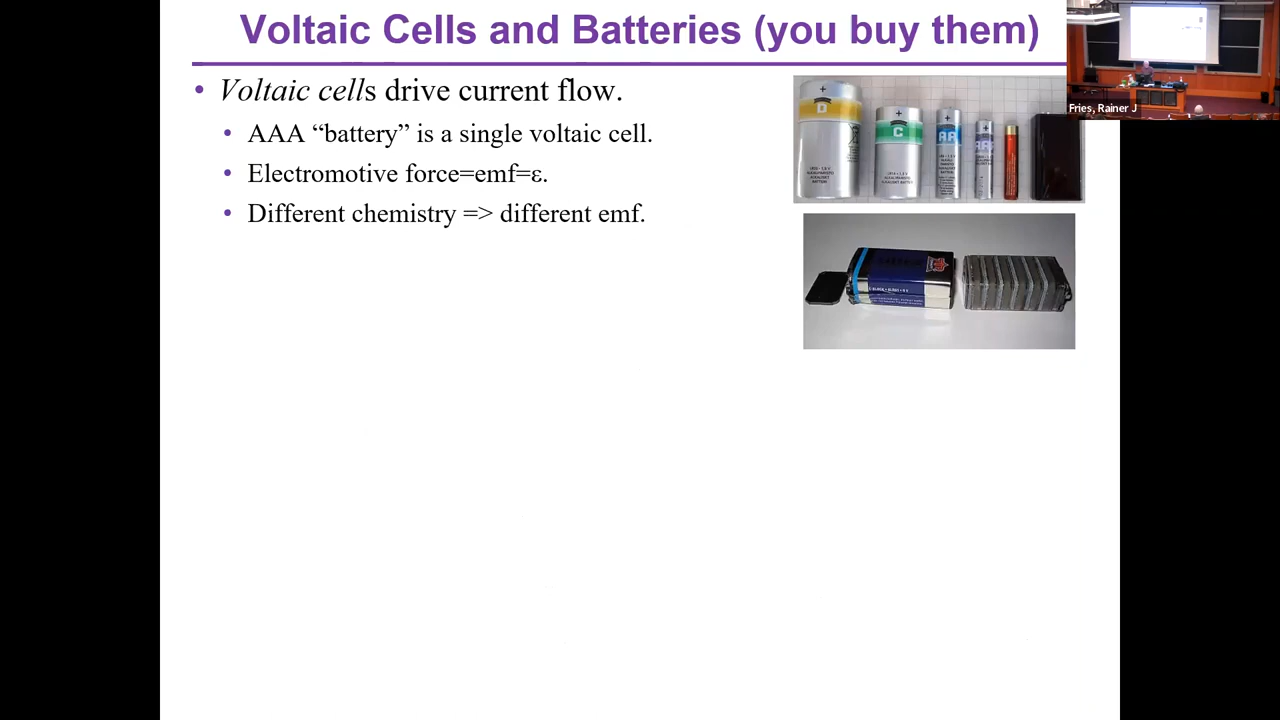 Voltaic Cells and Batteries (you buy them)
• Voltaic cells drive current flow.
• AAA “battery” is a single voltaic cell.
• Electromotive force=emf=ε.
• Different chemistry => different emf.
Fries, Rainer J
+
D
+
C
+
AA
+